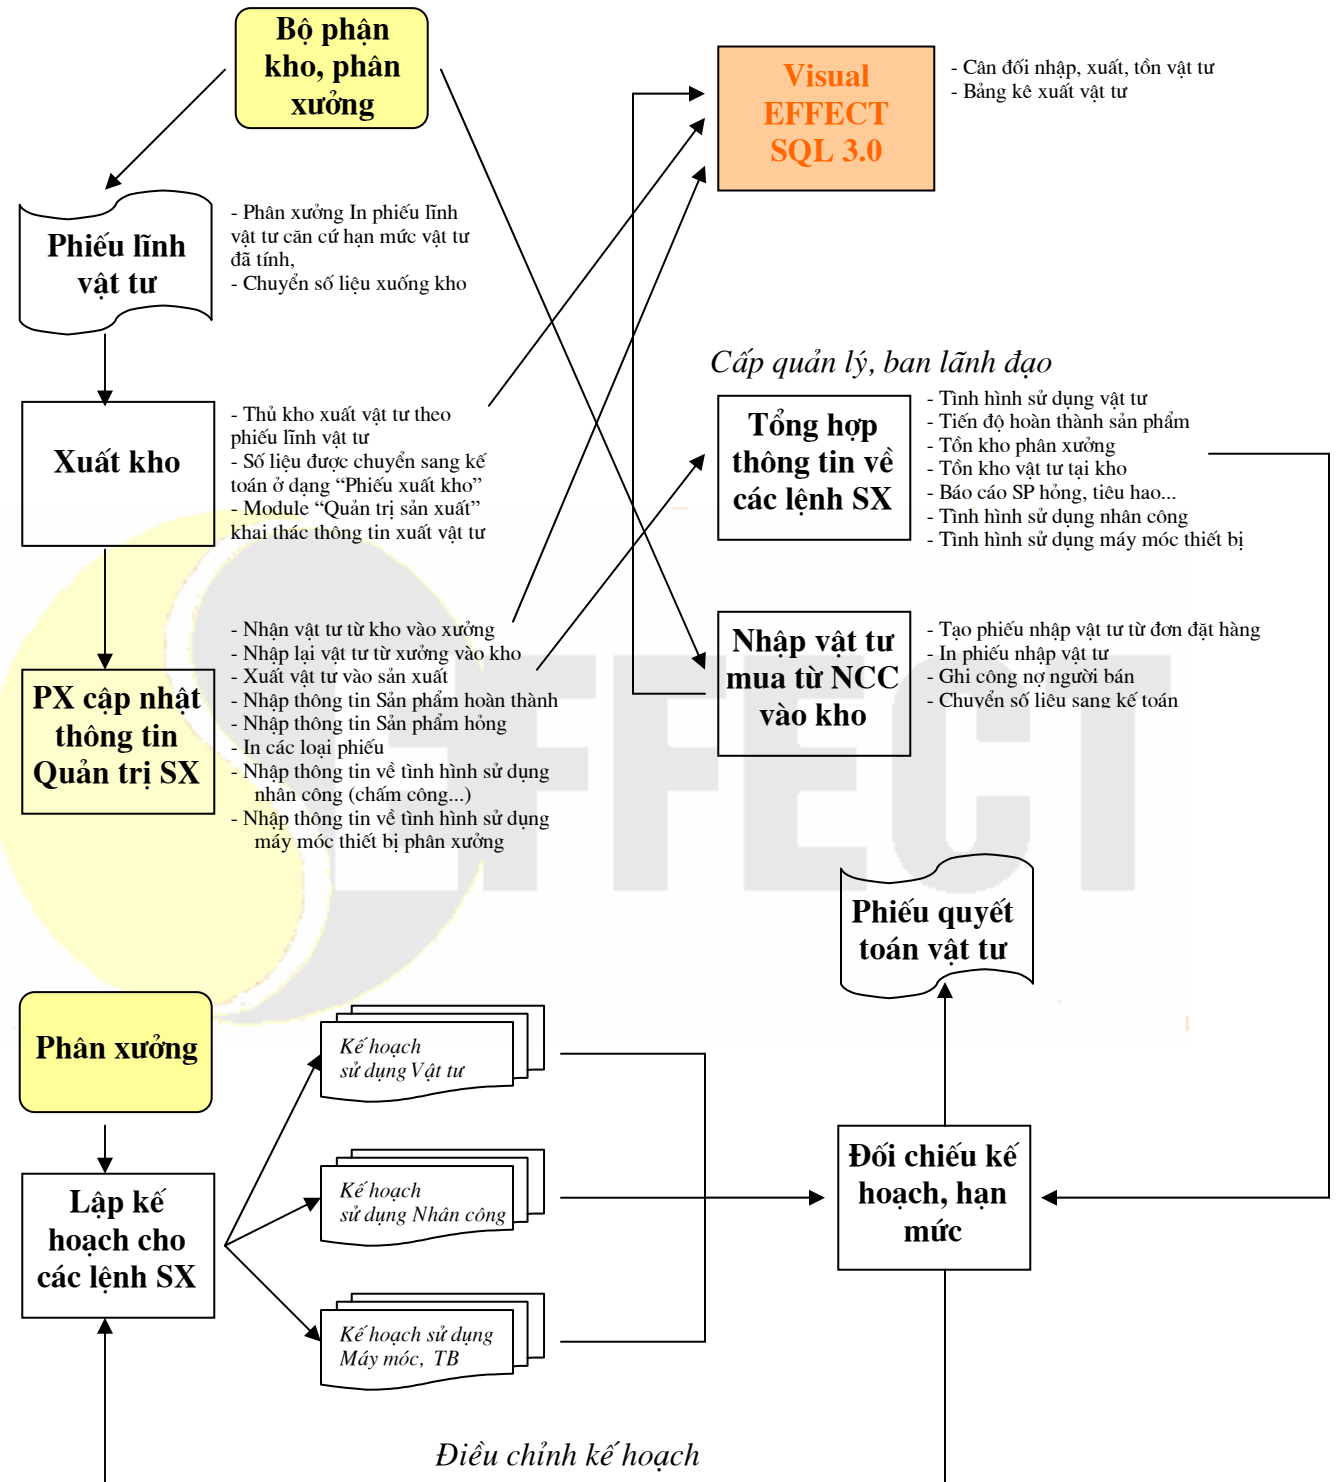 Bộ phận
kho, phân
xưởng
Visual
EFFECT
SQL 3.0
- Cân đối nhập, xuất, tồn vật tư
- Bảng kê xuất vật tư
Phiếu lĩnh
vật tư
- Phân xưởng In phiếu lĩnh
vật tư căn cứ hạn mức vật tư
đã tính,
- Chuyển số liệu xuống kho
Cấp quản lý, ban lãnh đạo
Xuất kho
- Thủ kho xuất vật tư theo
phiếu lĩnh vật tư
- Số liệu được chuyển sang kế
toán ở dạng “Phiếu xuất kho”
- Module “Quản trị sản xuất”
khai thác thông tin xuất vật tư
Tổng hợp
thông tin về
các lệnh SX
- Tình hình sử dụng vật tư
- Tiến độ hoàn thành sản phẩm
- Tồn kho phân xưởng
- Tồn kho vật tư tại kho
- Báo cáo SP hỏng, tiêu hao...
- Tình hình sử dụng nhân công
- Tình hình sử dụng máy móc thiết bị
PX cập nhật
thông tin
Quản trị SX
- Nhận vật tư từ kho vào xưởng
- Nhập lại vật tư từ xưởng vào kho
- Xuất vật tư vào sản xuất
- Nhập thông tin Sản phẩm hoàn thành
- Nhập thông tin Sản phẩm hỏng
- In các loại phiếu
- Nhập thông tin về tình hình sử dụng
nhân công (chấm công...)
- Nhập thông tin về tình hình sử dụng
máy móc thiết bị phân xưởng
Nhập vật tư
mua từ NCC
vào kho
- Tạo phiếu nhập vật tư từ đơn đặt hàng
- In phiếu nhập vật tư
- Ghi công nợ người bán
- Chuyển số liệu sang kế toán
EFFECT
Phiếu quyết
toán vật tư
Phân xưởng
Kế hoạch
sử dụng Vật tư
Lập kế
hoạch cho
các lệnh SX
Kế hoạch
sử dụng Nhân công
Đối chiếu kế
hoạch, hạn
mức
Kế hoạch sử dụng
Máy móc, TB
Điều chỉnh kế hoạch